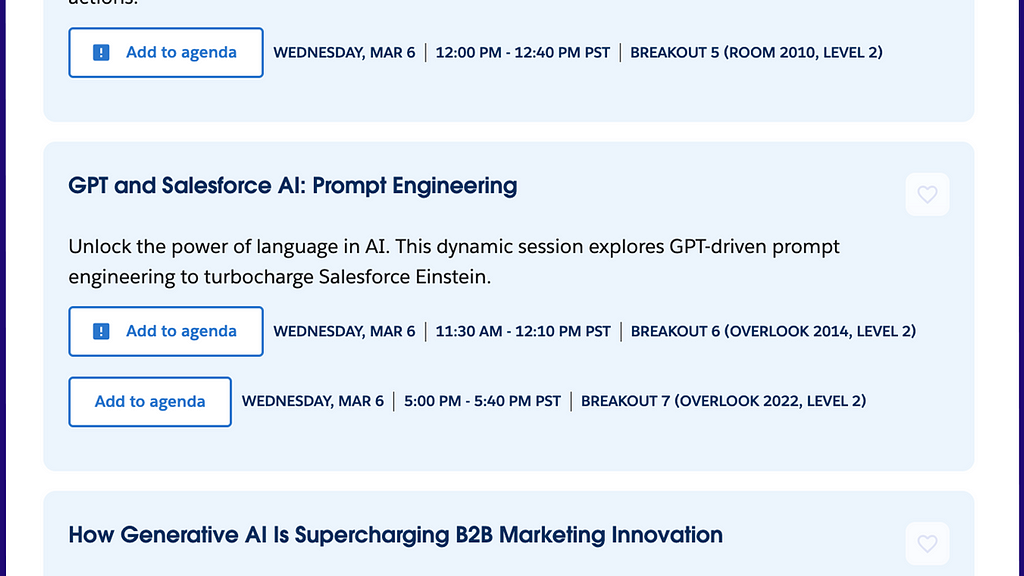 actions.
! Add to agenda WEDNESDAY, MAR 6 | 12:00 PM - 12:40 PM PST | BREAKOUT 5 (ROOM 2010, LEVEL 2)
GPT and Salesforce AI: Prompt Engineering
Unlock the power of language in AI. This dynamic session explores GPT-driven prompt
engineering to turbocharge Salesforce Einstein.
! Add to agenda WEDNESDAY, MAR 6 | 11:30 AM - 12:10 PM PST | BREAKOUT 6 (OVERLOOK 2014, LEVEL 2)
Add to agenda WEDNESDAY, MAR 6 | 5:00 PM - 5:40 PM PST | BREAKOUT 7 (OVERLOOK 2022, LEVEL 2)
How Generative AI Is Supercharging B2B Marketing Innovation